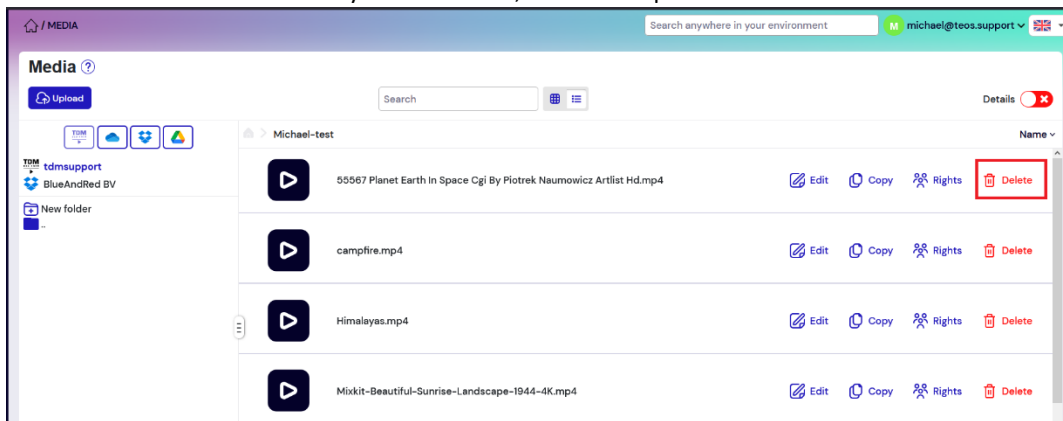 / MEDIA
Search anywhere in your environment
M
michael@teos.support
Media ?
Upload
Search
Details
TDM
Michael-test
Name
TDM
tdmsupport
BlueAndRed BV
New folder
..
55567 Planet Earth In Space Cgi By Piotrek Naumowicz Artlist Hd.mp4
Edit Copy Rights Delete
campfire.mp4
Edit Copy Rights Delete
Himalayas.mp4
Edit Copy Rights Delete
Mixkit-Beautiful-Sunrise-Landscape-1944-4K.mp4
Edit Copy Rights Delete